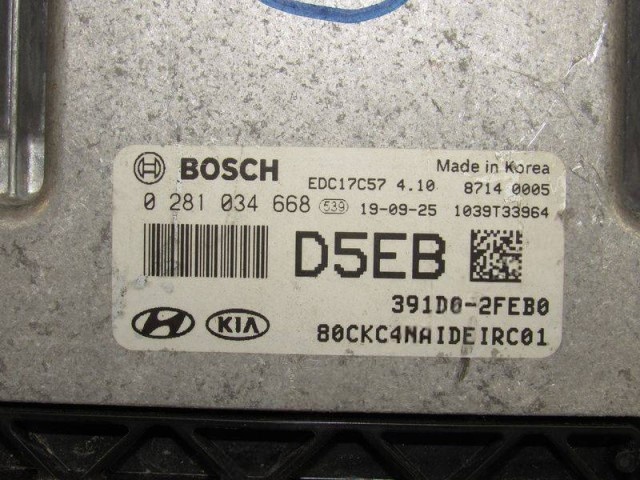 BOSCH EDC17C57 4.10 Made in Korea
8714 0005
0 281 034 668 539 19-09-25 1039T33964
D5EB
391D0-2FEB0
KIA 80CKC4NAIDEIRC01